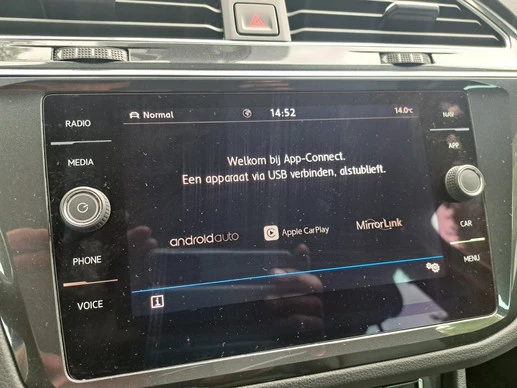 RADIO
MEDIA
PHONE
VOICE
Normal
14:52
14.0°C
Welkom bij App-Connect.
Een apparaat via USB verbinden, alstublieft.
androidauto
Apple CarPlay
MirrorLink
i
NAV
APP
CAR
MENU